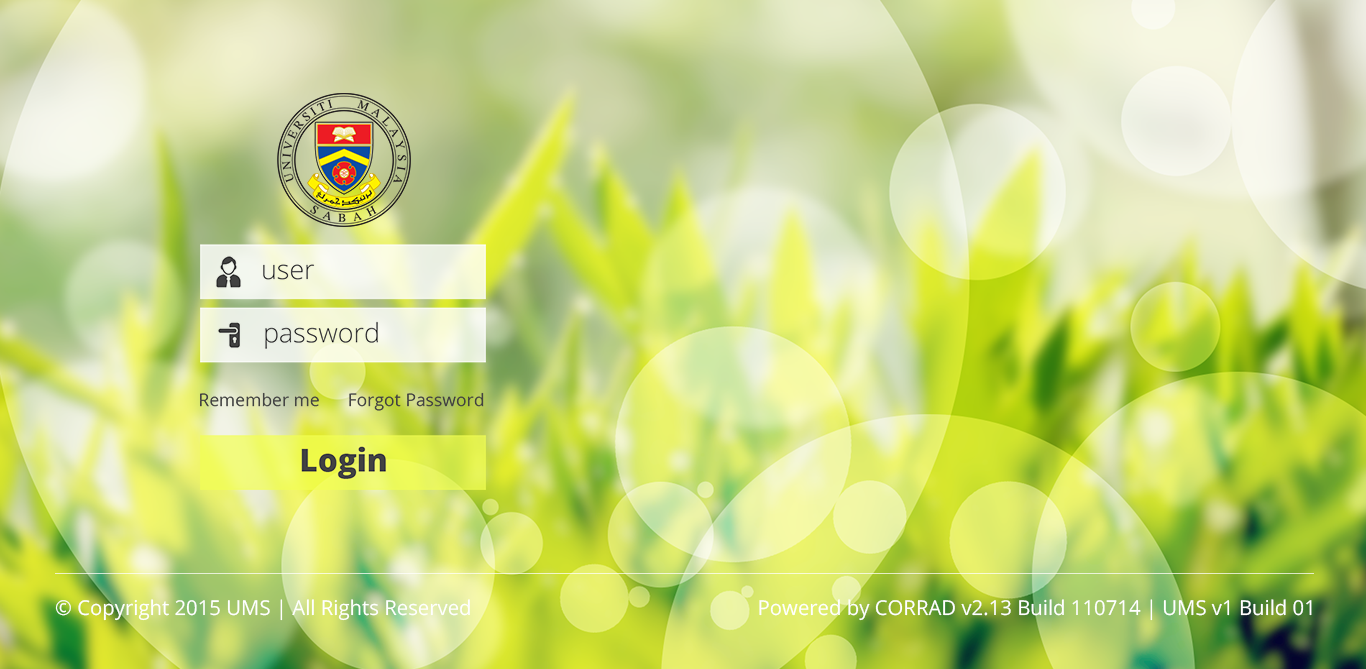 UNIVERSITI MALAYSIA
SABAH
user
password
Remember me Forgot Password
Login
© Copyright 2015 UMS | All Rights Reserved
Powered by CORRAD v2.13 Build 110714 | UMS v1 Build 01